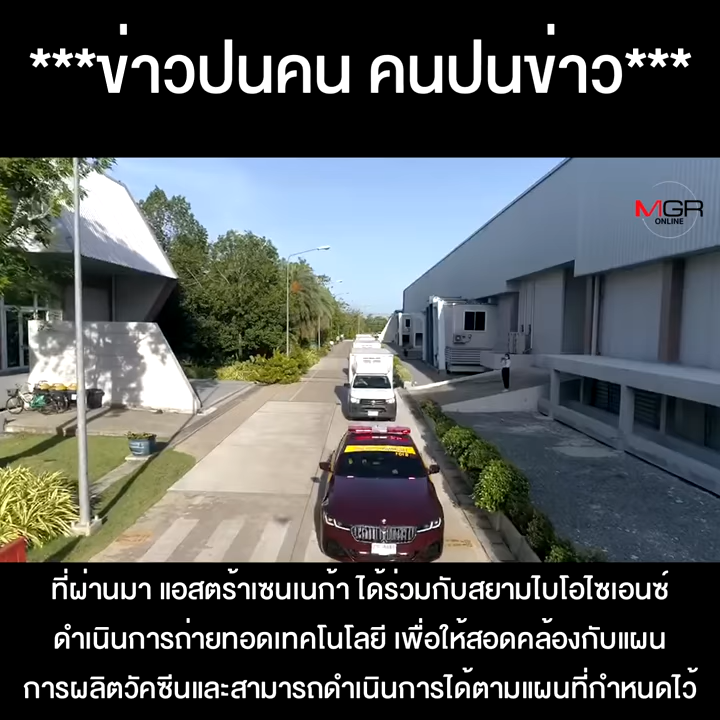 ***ข่าวปนคน คนปนข่าว***
MGR
ONLINE
ที่ผ่านมา แอสตร้าเซนเนก้า ได้ร่วมกับสยามไบโอไซเอนซ์
ดำเนินการถ่ายทอดเทคโนโลยี เพื่อให้สอดคล้องกับแผน
การผลิตวัคซีนและสามารถดำเนินการได้ตามแผนที่กำหนดไว้